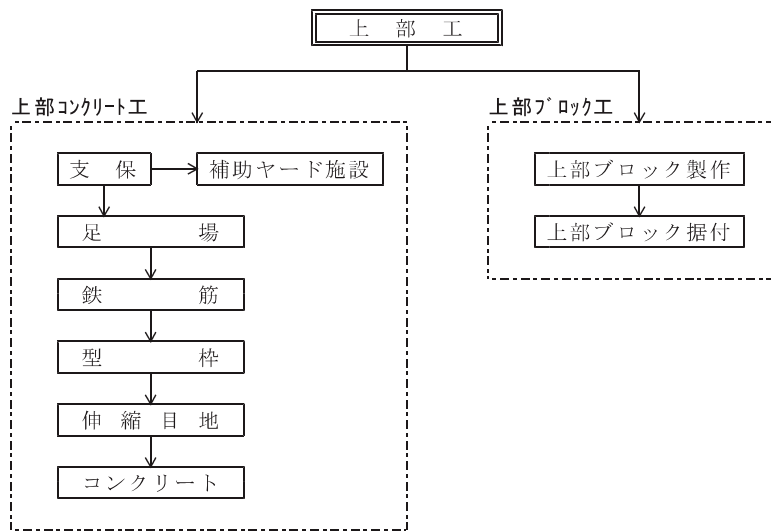 上部工
上部コンクリート工
支保
補助ヤード施設
足場
鉄筋
型枠
伸縮目地
コンクリート
上部ブロック工
上部ブロック製作
上部ブロック据付